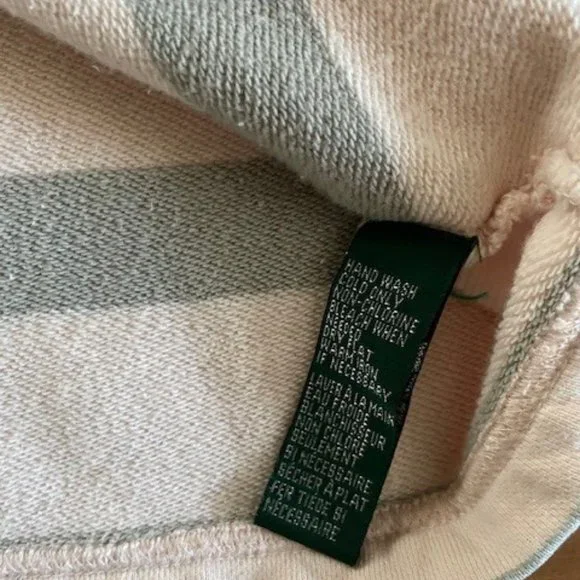 HAND WASH
COLD ONLY
NON-CHLORINE
BLEACH WHEN
NEEDED
DRY FLAT
WARM IRON
IF NECESSARY
LAVER À LA MAIN
EAU FROIDE
BLANCHISSEUR
NON CHLORE
SEULEMENT
SI NÉCESSAIRE
SÉCHER À PLAT
FER TIÈDE SI
NÉCESSAIRE